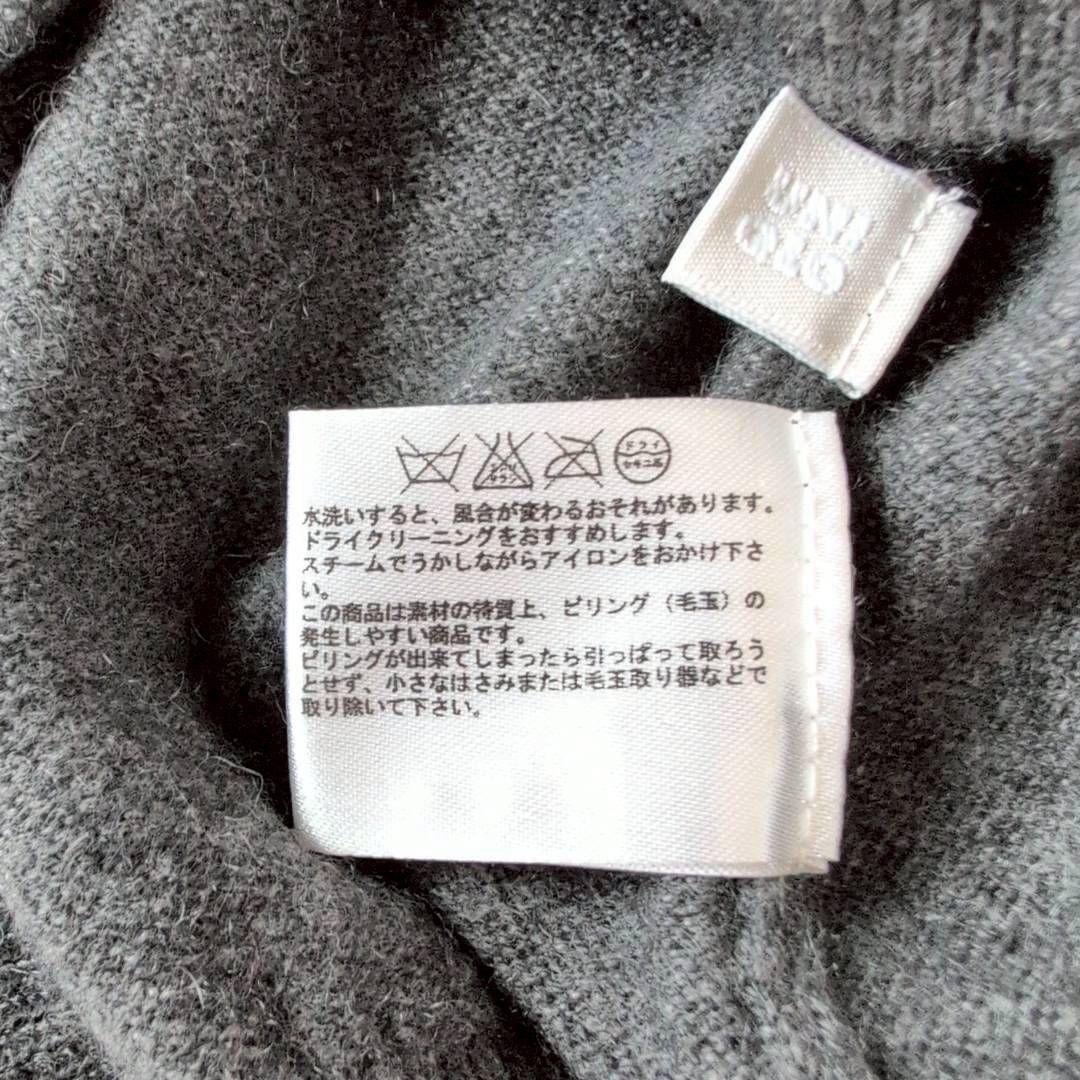 ドライ
セキユ系
水洗いすると、風合が変わるおそれがあります。
ドライクリーニングをおすすめします。
スチームでうかしながらアイロンをおかけ下さ
い。
この商品は素材の特質上、ピリング（毛玉）の
発生しやすい商品です。
ピリングが出来てしまったら引っぱって取ろう
とせず、小さなはさみまたは毛玉取り器などで
取り除いて下さい。